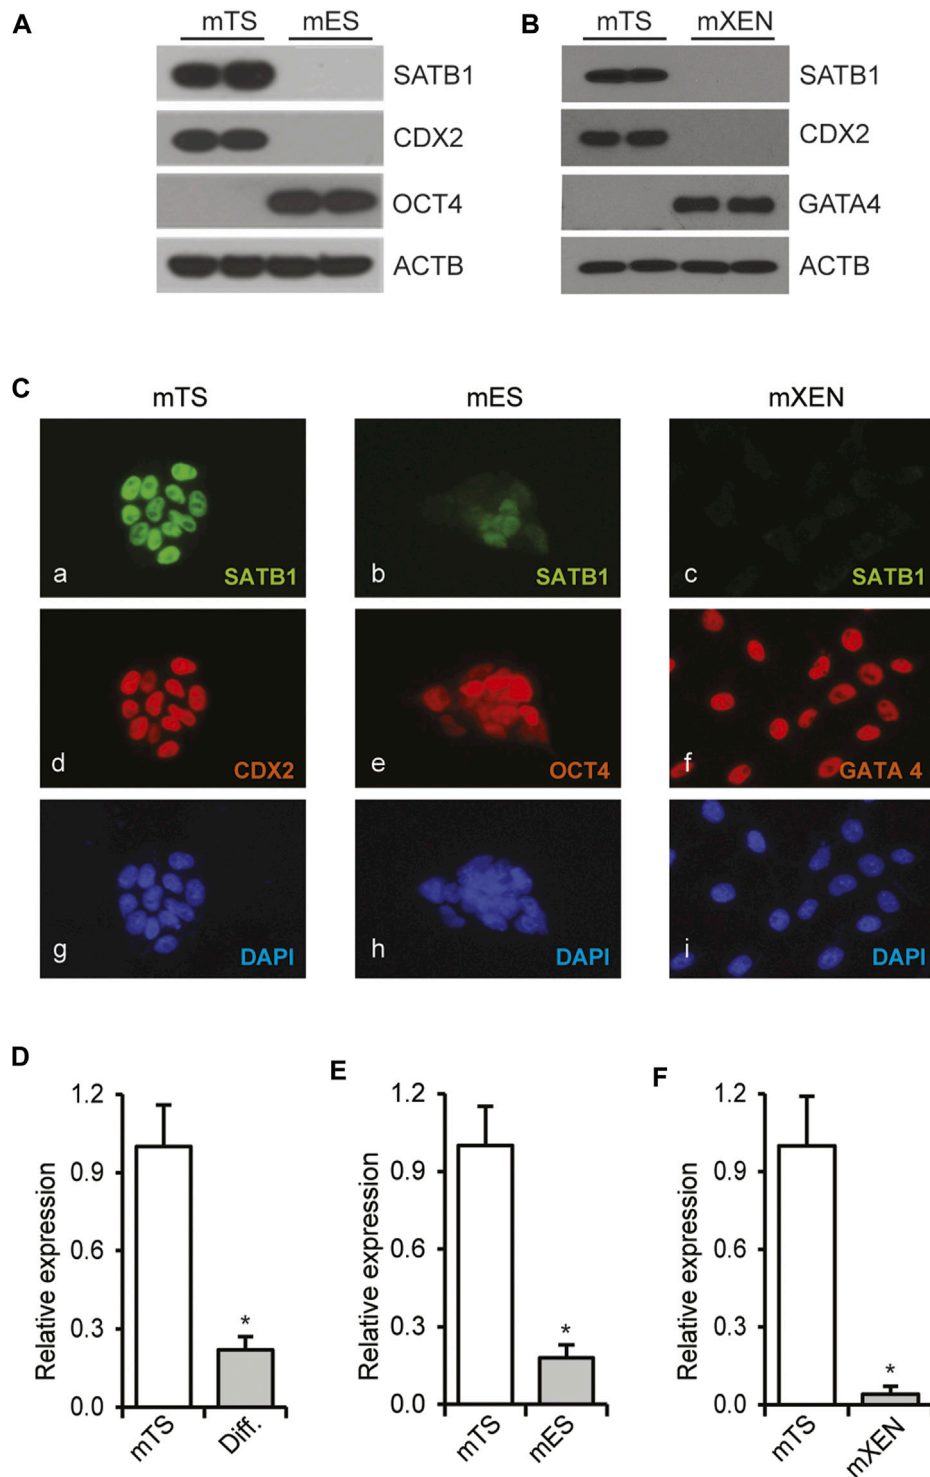 A
mTS mES
SATB1
CDX2
OCT4
ACTB
B
mTS mXEN
SATB1
CDX2
GATA4
ACTB
C
mTS mES mXEN
a SATB1 b SATB1 c SATB1
d CDX2 e OCT4 f GATA 4
g DAPI h DAPI i DAPI
D
Relative expression
1.2
0.9
0.6
0.3
0.0
*
mTS Diff.
E
Relative expression
1.2
0.9
0.6
0.3
0.0
*
mTS mES
F
Relative expression
1.2
0.9
0.6
0.3
0.0
*
mTS mXEN